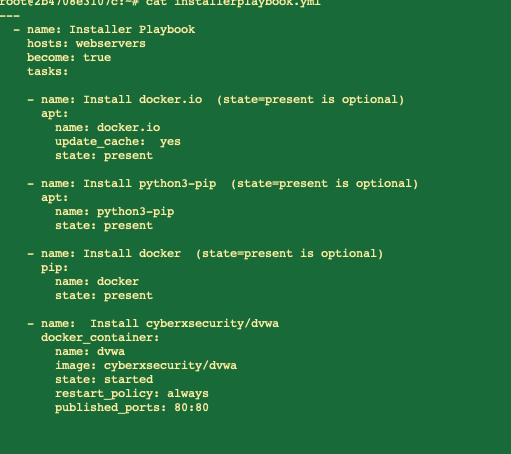 root@2b4708e3107c:~# cat installerplaybook.yml
---
  - name: Installer Playbook
    hosts: webservers
    become: true
    tasks:

    - name: Install docker.io  (state=present is optional)
      apt:
        name: docker.io
        update_cache:  yes
        state: present

    - name: Install python3-pip  (state=present is optional)
      apt:
        name: python3-pip
        state: present

    - name: Install docker  (state=present is optional)
      pip:
        name: docker
        state: present

    - name:  Install cyberxsecurity/dvwa
      docker_container:
        name: dvwa
        image: cyberxsecurity/dvwa
        state: started
        restart_policy: always
        published_ports: 80:80